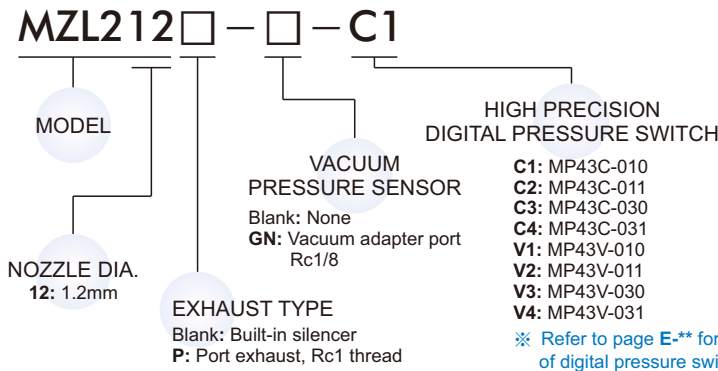 MZL212□ – □ – C1
MODEL
NOZZLE DIA.
12: 1.2mm
EXHAUST TYPE
Blank: Built-in silencer
P: Port exhaust, Rc1 thread
VACUUM
PRESSURE SENSOR
Blank: None
GN: Vacuum adapter port
Rc1/8
HIGH PRECISION
DIGITAL PRESSURE SWITCH
C1: MP43C-010
C2: MP43C-011
C3: MP43C-030
C4: MP43C-031
V1: MP43V-010
V2: MP43V-011
V3: MP43V-030
V4: MP43V-031
※ Refer to page E-** for
of digital pressure swi